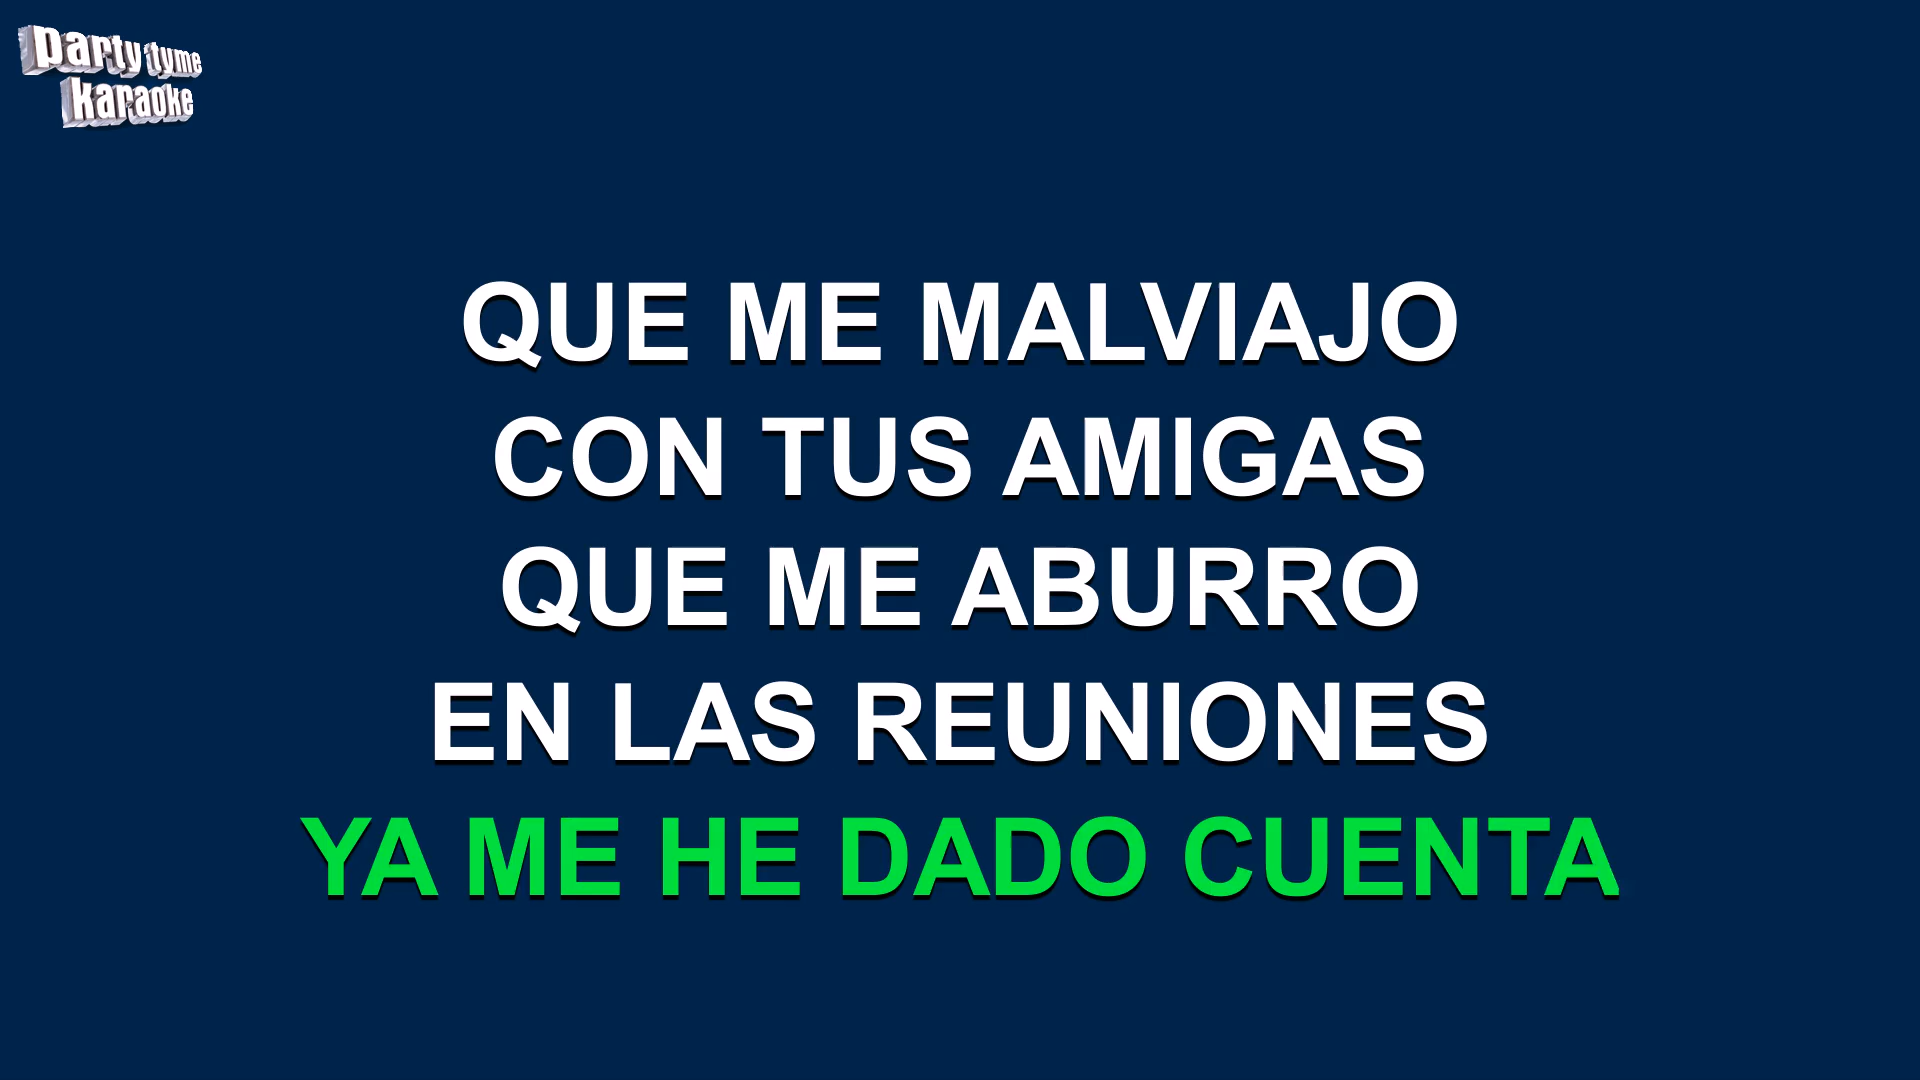 party tyme
karaoke
QUE ME MALVIAJO
CON TUS AMIGAS
QUE ME ABURRO
EN LAS REUNIONES
YA ME HE DADO CUENTA